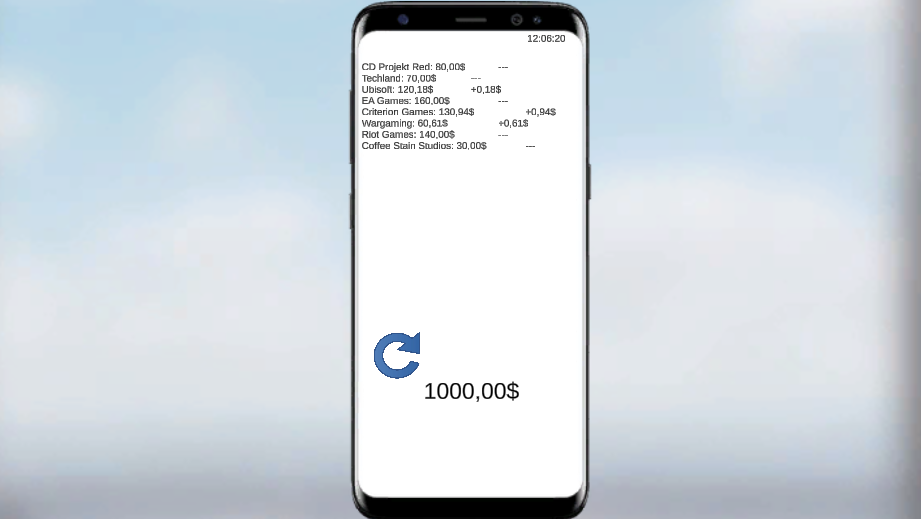 12:06:20
CD Projekt Red: 80,00$ ---
Techland: 70,00$ ---
Ubisoft: 120,18$ +0,18$
EA Games: 160,00$ ---
Criterion Games: 130,94$ +0,94$
Wargaming: 60,61$ +0,61$
Riot Games: 140,00$ ---
Coffee Stain Studios: 30,00$ ---
1000,00$